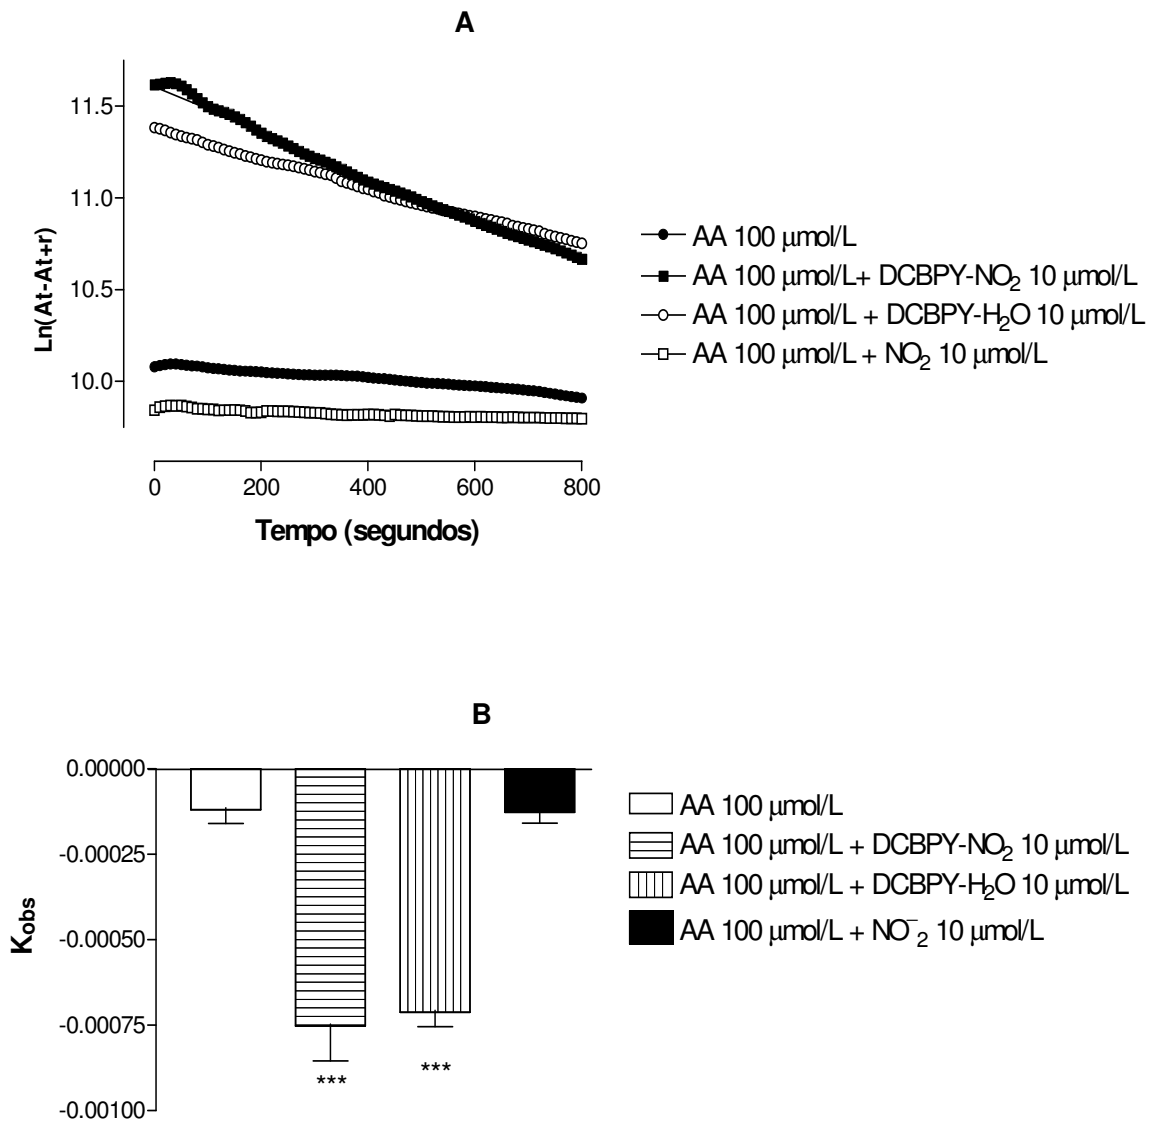 A
11.5
11.0
10.5
10.0
Ln(At-At+r)
0 200 400 600 800
Tempo (segundos)
AA 100 µmol/L
AA 100 µmol/L+ DCBPY-NO₂ 10 µmol/L
AA 100 µmol/L + DCBPY-H₂O 10 µmol/L
AA 100 µmol/L + NO₂ 10 µmol/L
B
0.00000
-0.00025
-0.00050
-0.00075
-0.00100
Kobs
***
***
AA 100 µmol/L
AA 100 µmol/L + DCBPY-NO₂ 10 µmol/L
AA 100 µmol/L + DCBPY-H₂O 10 µmol/L
AA 100 µmol/L + NO⁻₂ 10 µmol/L